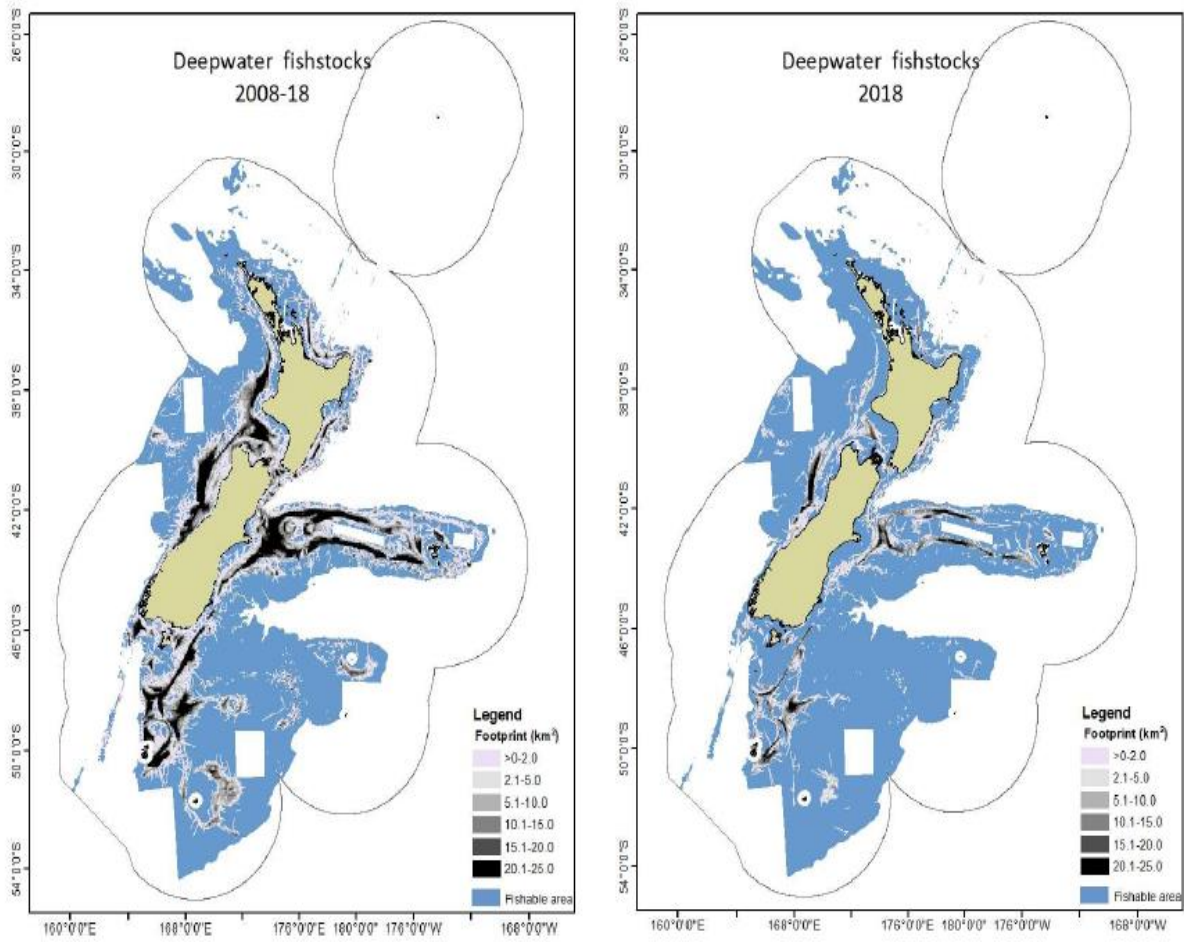 Deepwater fishstocks
2008-18
26°0'0"S
30°0'0"S
34°0'0"S
38°0'0"S
42°0'0"S
46°0'0"S
50°0'0"S
54°0'0"S
Legend
Footprint (km²)
>0-2.0
2.1-5.0
5.1-10.0
10.1-15.0
15.1-20.0
20.1-25.0
Fishable area
160°0'0"E
168°0'0"E
176°0'0"E
180°0'0"
176°0'0"W
168°0'0"W
Deepwater fishstocks
2018
26°0'0"S
30°0'0"S
34°0'0"S
38°0'0"S
42°0'0"S
46°0'0"S
50°0'0"S
54°0'0"S
Legend
Footprint (km²)
>0-2.0
2.1-5.0
5.1-10.0
10.1-15.0
15.1-20.0
20.1-25.0
Fishable area
160°0'0"E
168°0'0"E
176°0'0"E
180°0'0"
176°0'0"W
168°0'0"W